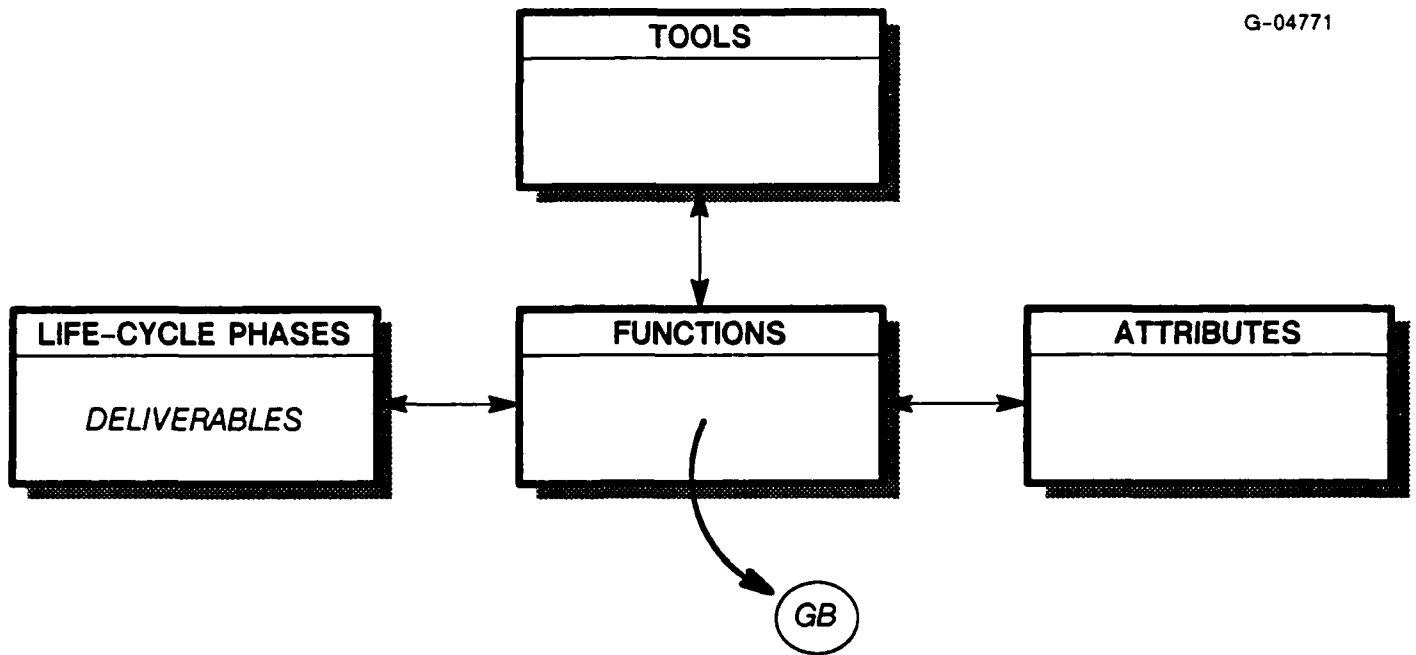 G-04771
TOOLS
LIFE-CYCLE PHASES
FUNCTIONS
ATTRIBUTES
DELIVERABLES
GB